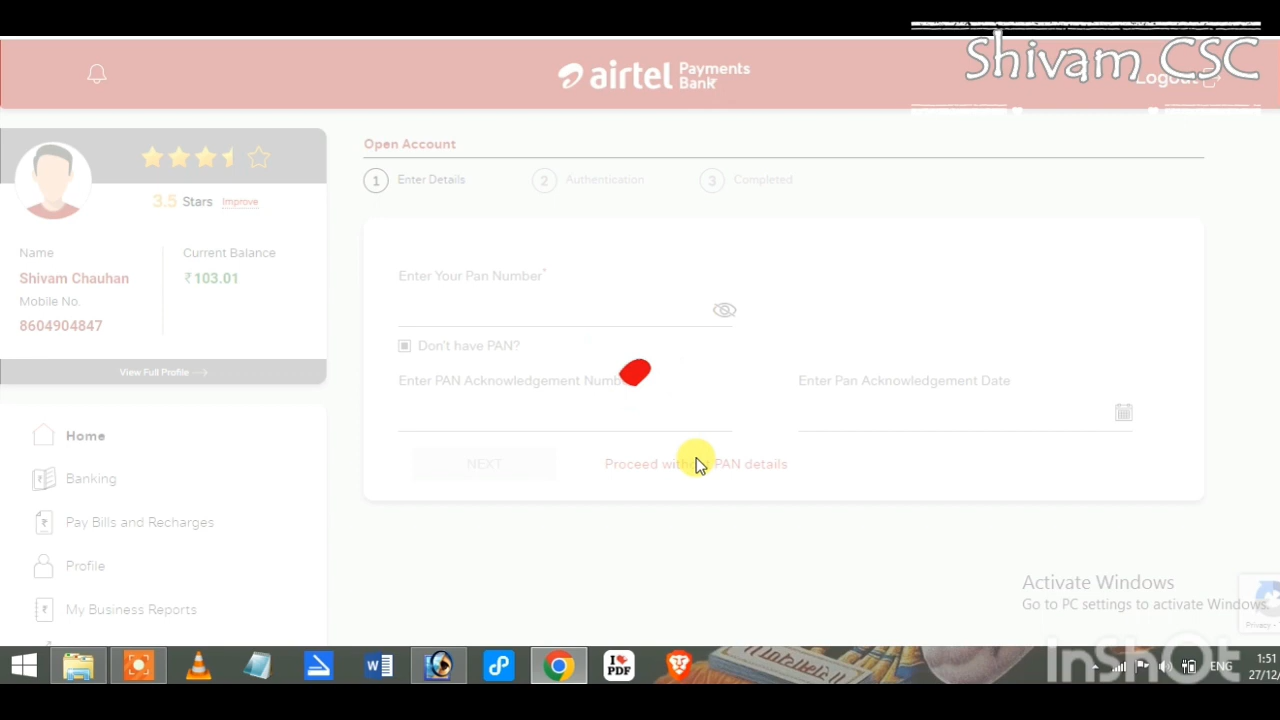 Shivam CSC
airtel Payments Bank
Logout
3.5 Stars Improve
Name
Shivam Chauhan
Mobile No.
8604904847
Current Balance
₹103.01
View Full Profile
Home
Banking
Pay Bills and Recharges
Profile
My Business Reports
Open Account
1 Enter Details
2 Authentication
3 Completed
Enter Your Pan Number*
Don't have PAN?
Enter PAN Acknowledgement
Enter Pan Acknowledgement Date
NEXT
Proceed without PAN details
Activate Windows
Go to PC settings to activate Windows.
Privacy -
InShOt
I PDF
ENG
1:51
27/12/